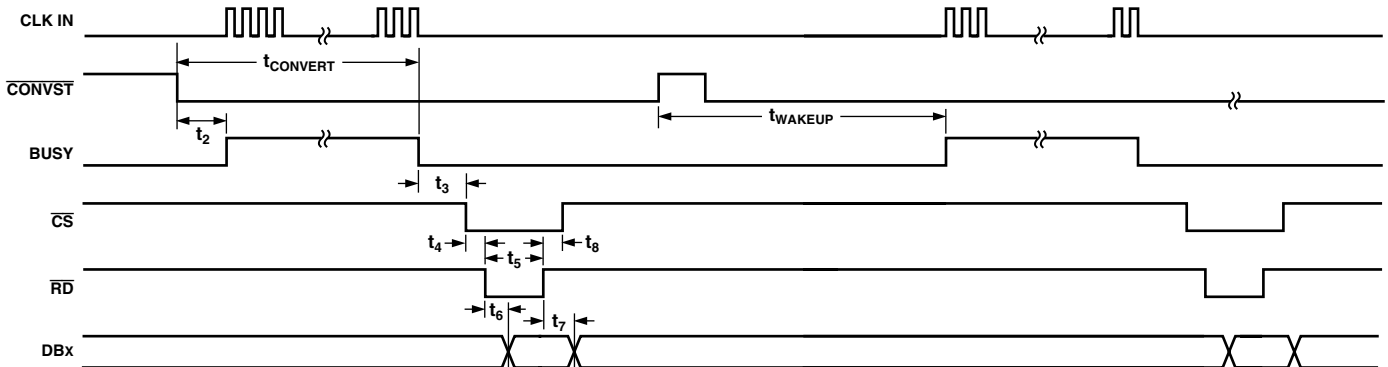 CLK IN
tCONVERT
CONVST
t2
tWAKEUP
BUSY
t3
CS
t4
t5
t8
RD
t6
t7
DBx